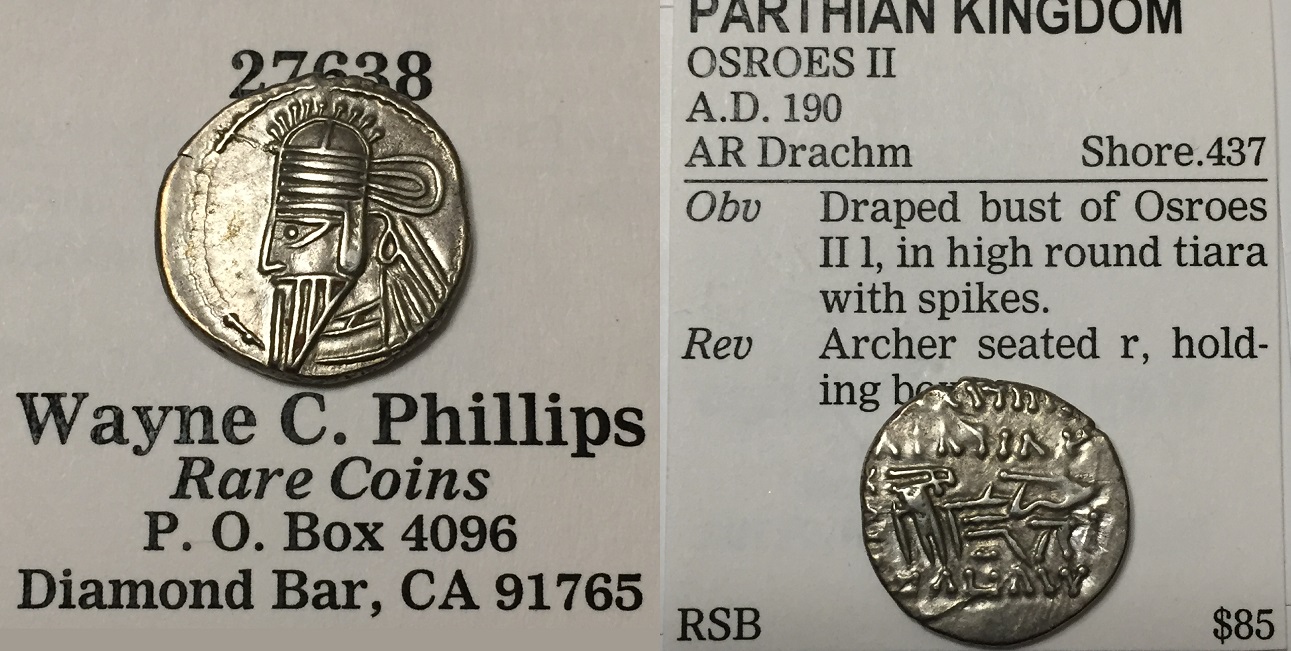 27638
Wayne C. Phillips
Rare Coins
P. O. Box 4096
Diamond Bar, CA 91765
PARTHIAN KINGDOM
OSROES II
A.D. 190
AR Drachm Shore.437
Obv Draped bust of Osroes
II l, in high round tiara
with spikes.
Rev Archer seated r, hold-
ing
RSB $85